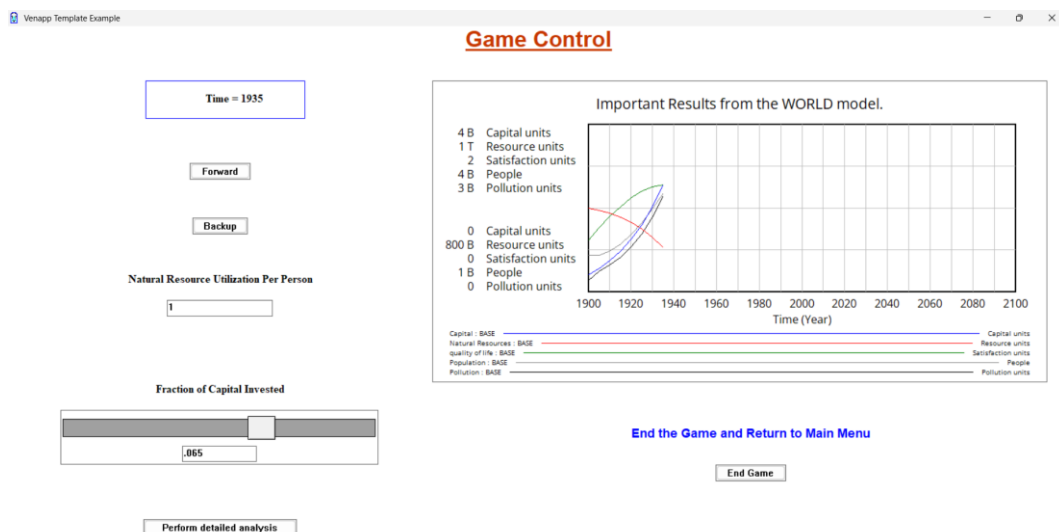 Venapp Template Example
Game Control
Time = 1935
Forward
Backup
Natural Resource Utilization Per Person
1
Fraction of Capital Invested
.065
Perform detailed analysis
Important Results from the WORLD model.
4 B Capital units
1 T Resource units
2 Satisfaction units
4 B People
3 B Pollution units
0 Capital units
800 B Resource units
0 Satisfaction units
1 B People
0 Pollution units
1900 1920 1940 1960 1980 2000 2020 2040 2060 2080 2100
Time (Year)
Capital : BASE Capital units
Natural Resources : BASE Resource units
quality of life : BASE Satisfaction units
Population : BASE People
Pollution : BASE Pollution units
End the Game and Return to Main Menu
End Game